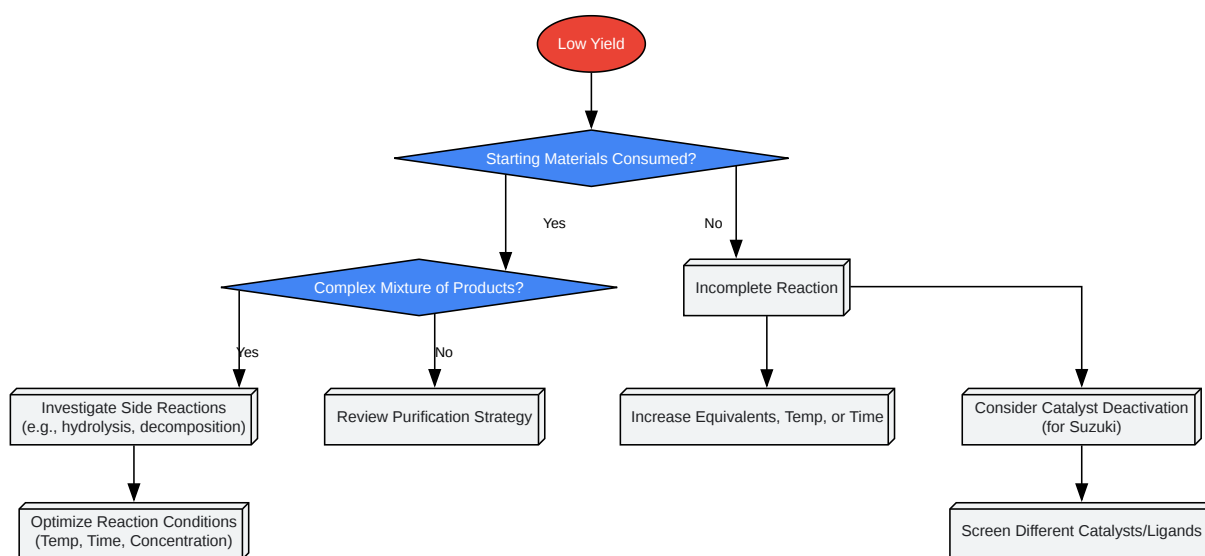 Low Yield
Starting Materials Consumed?
Yes
No
Complex Mixture of Products?
Incomplete Reaction
Yes
No
Investigate Side Reactions
(e.g., hydrolysis, decomposition)
Review Purification Strategy
Increase Equivalents, Temp, or Time
Consider Catalyst Deactivation
(for Suzuki)
Optimize Reaction Conditions
(Temp, Time, Concentration)
Screen Different Catalysts/Ligands